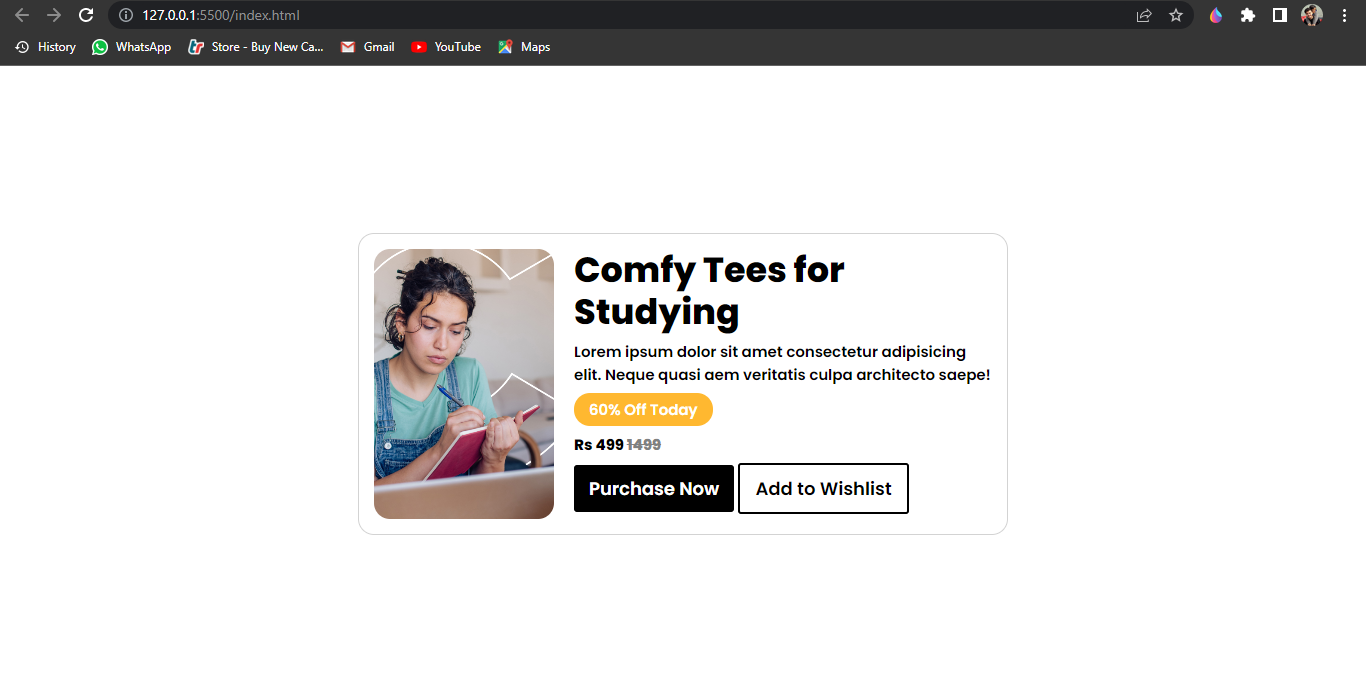 127.0.0.1:5500/index.html
History WhatsApp Store - Buy New Ca... Gmail YouTube Maps
Comfy Tees for
Studying
Lorem ipsum dolor sit amet consectetur adipisicing
elit. Neque quasi aem veritatis culpa architecto saepe!
60% Off Today
Rs 499 1499
Purchase Now Add to Wishlist